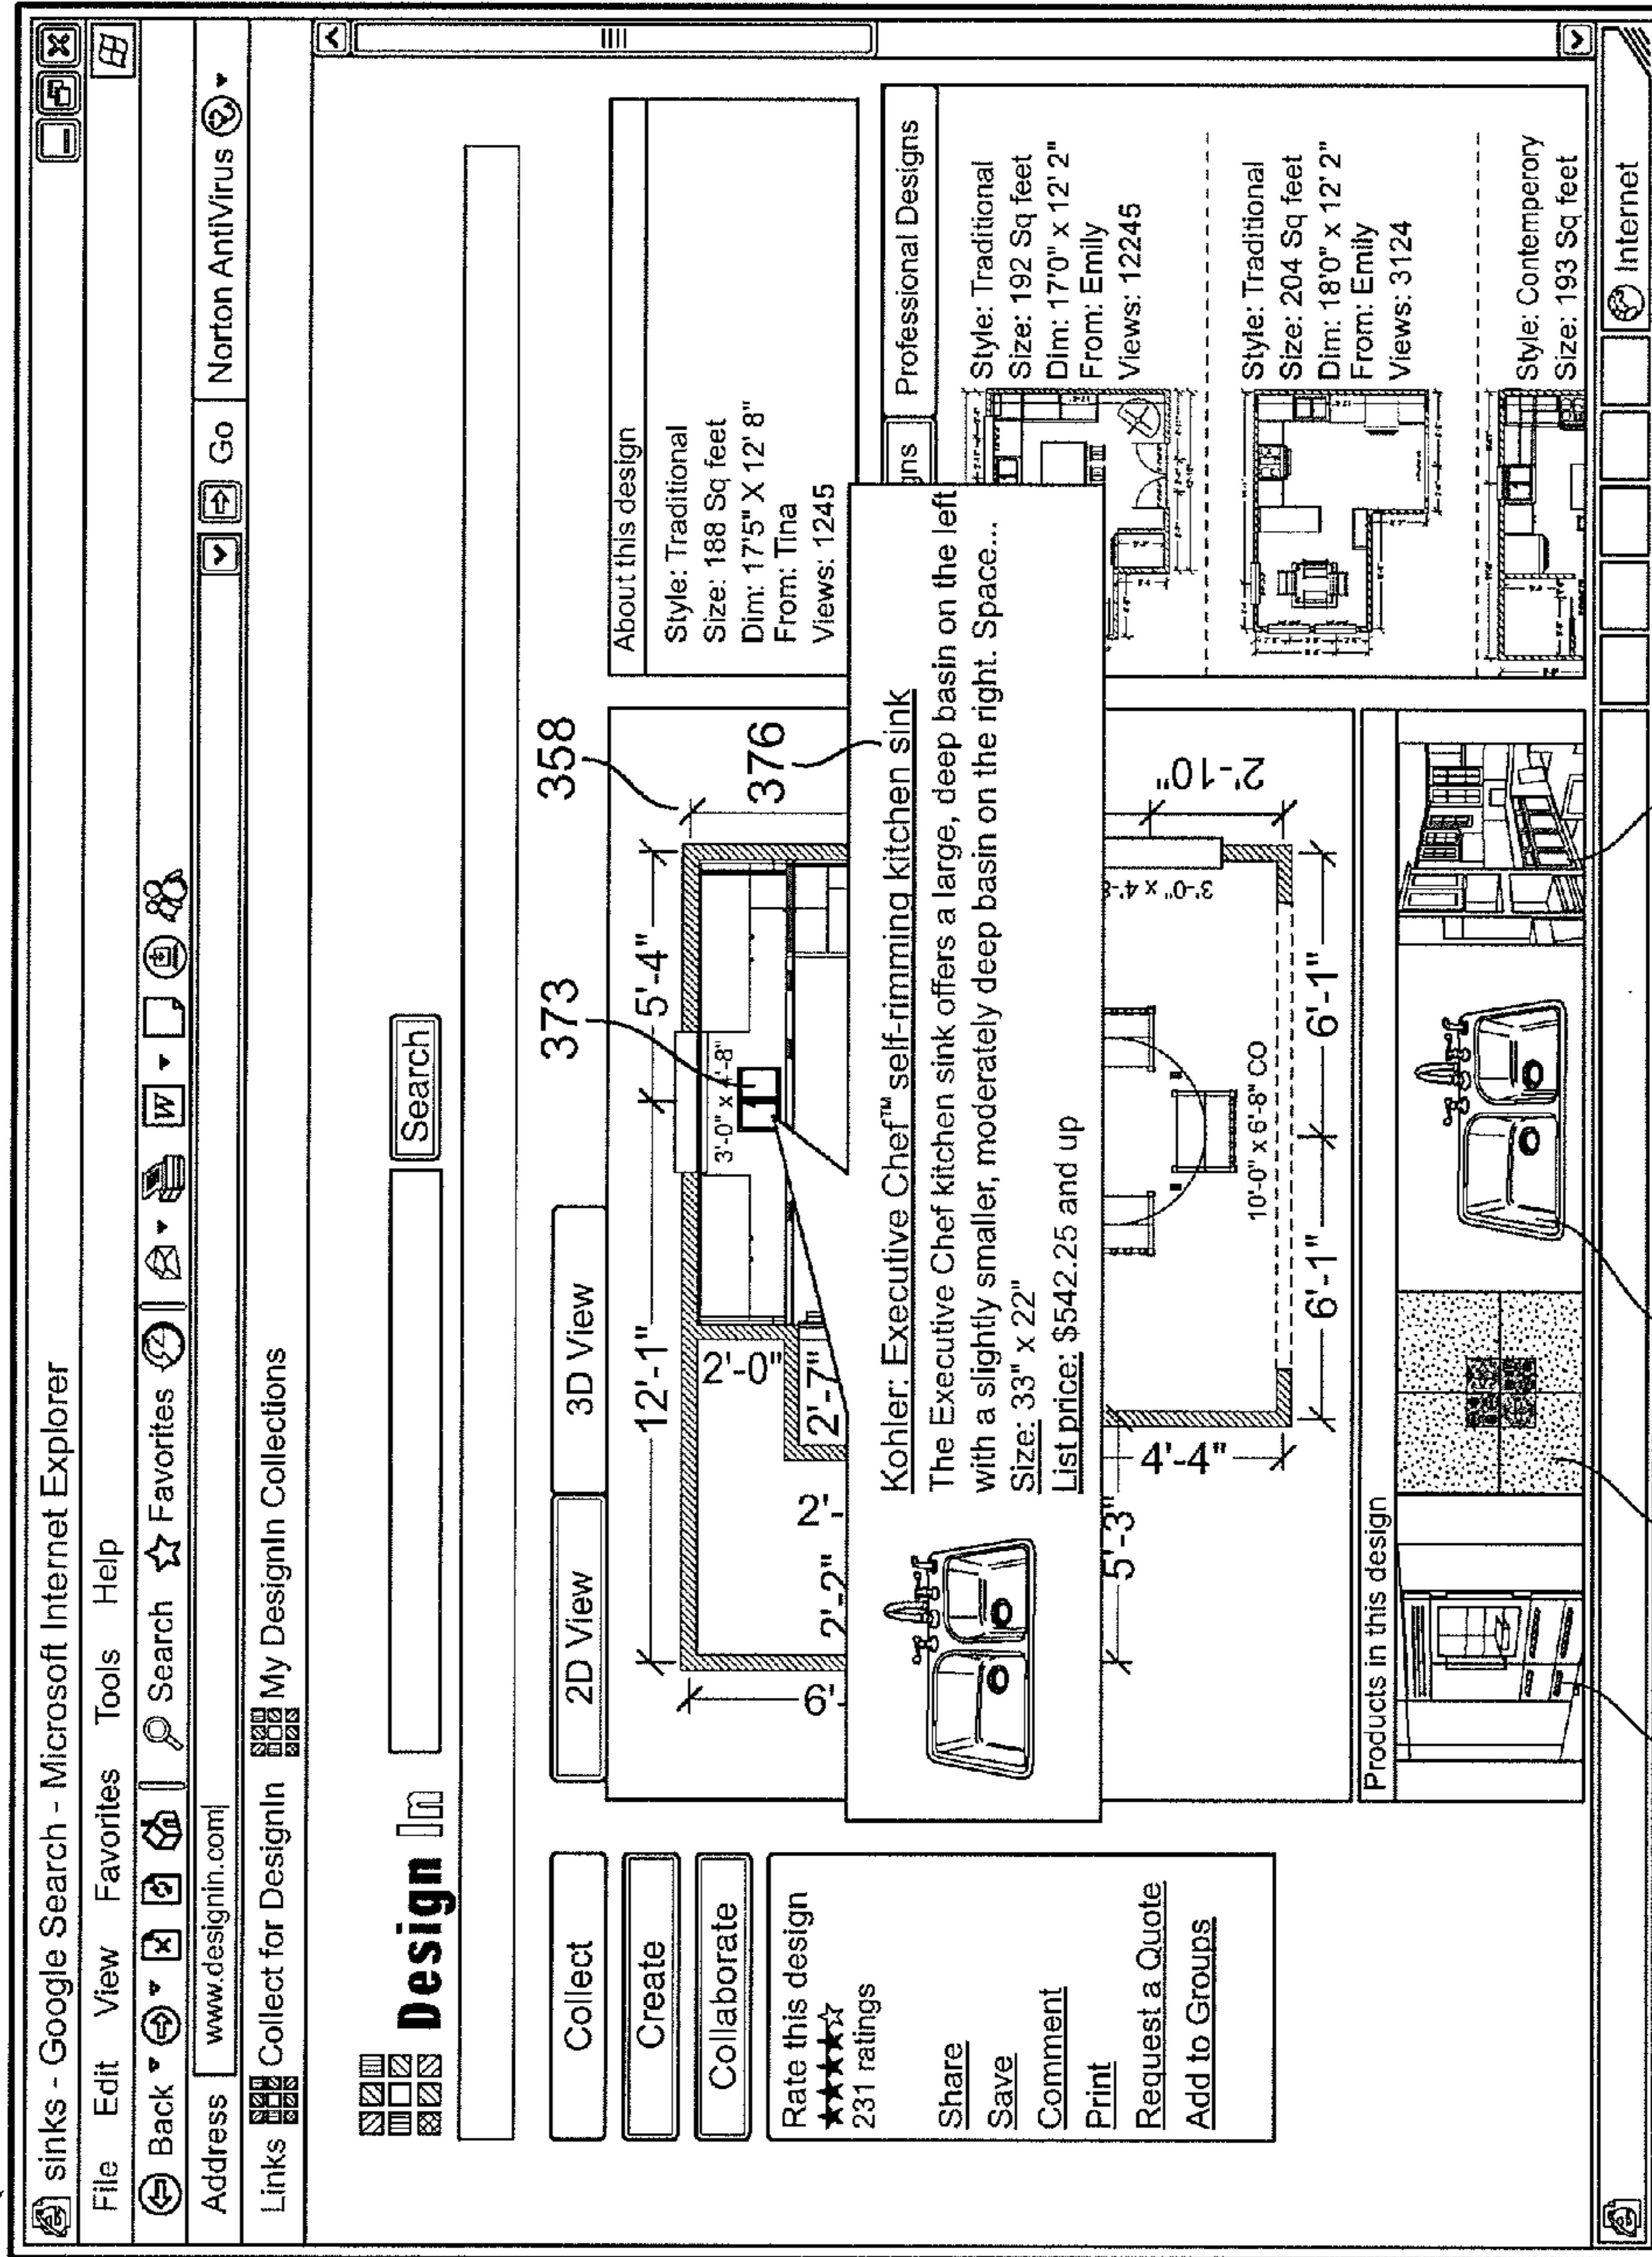 sinks - Google Search - Microsoft Internet Explorer
File Edit View Favorites Tools Help
Back Search Favorites W
Address www.designin.com Go Norton AntiVirus
Links Collect for DesignIn My DesignIn Collections
Design In
Search
Collect
Create
Collaborate
Rate this design
231 ratings
Share
Save
Comment
Print
Request a Quote
Add to Groups
2D View 3D View
373
358
376
12'-1" 5'-4"
3'-0" x 4'-8"
1
2'-0"
2'-7"
2'-
2'-2"
6'-
Kohler: Executive Chef™ self-rimming kitchen sink
The Executive Chef kitchen sink offers a large, deep basin on the left
with a slightly smaller, moderately deep basin on the right. Space...
Size: 33" x 22"
List price: $542.25 and up
5'-3"
4'-4"
3'-0" x 4'-8
2'-10"
10'-0" x 6'-8" CO
6'-1" 6'-1"
Products in this design
About this design
Style: Traditional
Size: 188 Sq feet
Dim: 17'5" X 12' 8"
From: Tina
Views: 1245
gns Professional Designs
Style: Traditional
Size: 192 Sq feet
Dim: 17'0" x 12' 2"
From: Emily
Views: 12245
Style: Traditional
Size: 204 Sq feet
Dim: 18'0" x 12' 2"
From: Emily
Views: 3124
1
Style: Contemperory
Size: 193 Sq feet
Internet